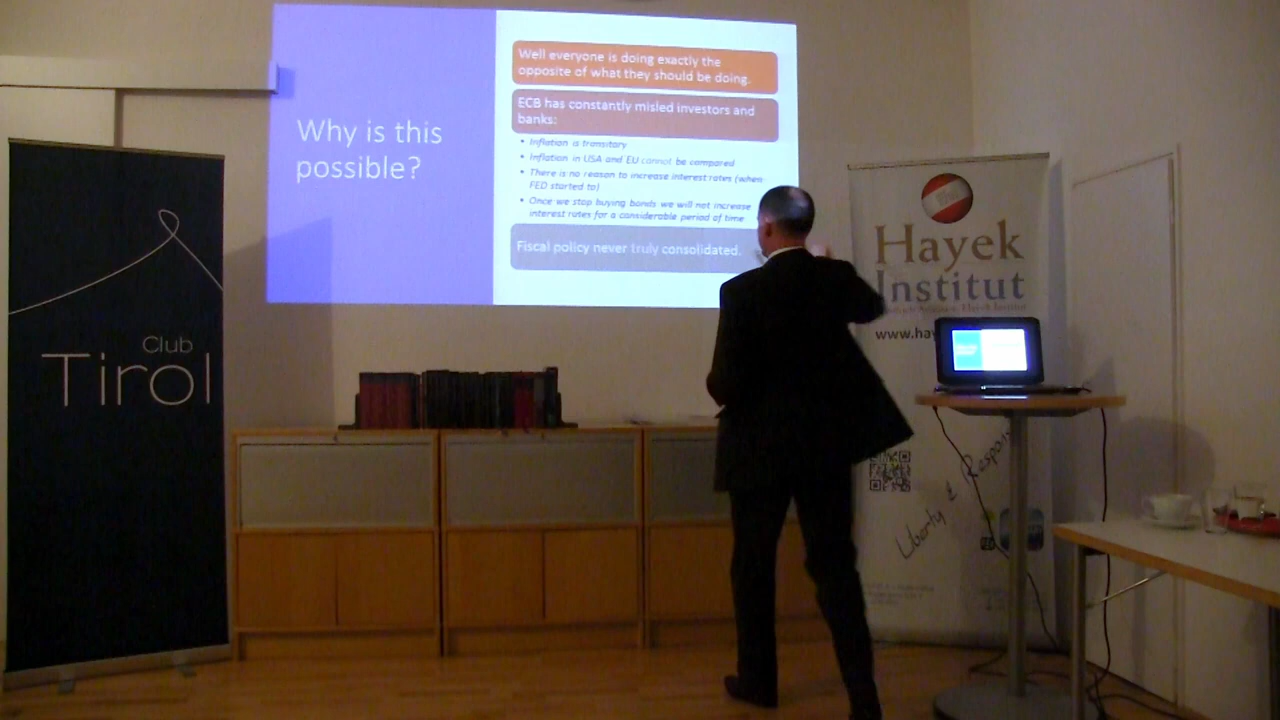 Why is this
possible?
Well everyone is doing exactly the
opposite of what they should be doing.
ECB has constantly misled investors and
banks:
• Inflation is transitory
• Inflation in USA and EU cannot be compared
• There is no reason to increase interest rates (when
FED started to)
• Once we stop buying bonds we will not increase
interest rates for a considerable period of time
Fiscal policy never truly consolidated.
Club
Tirol
Hayek
Institut
www.hay
Liberty & Respons